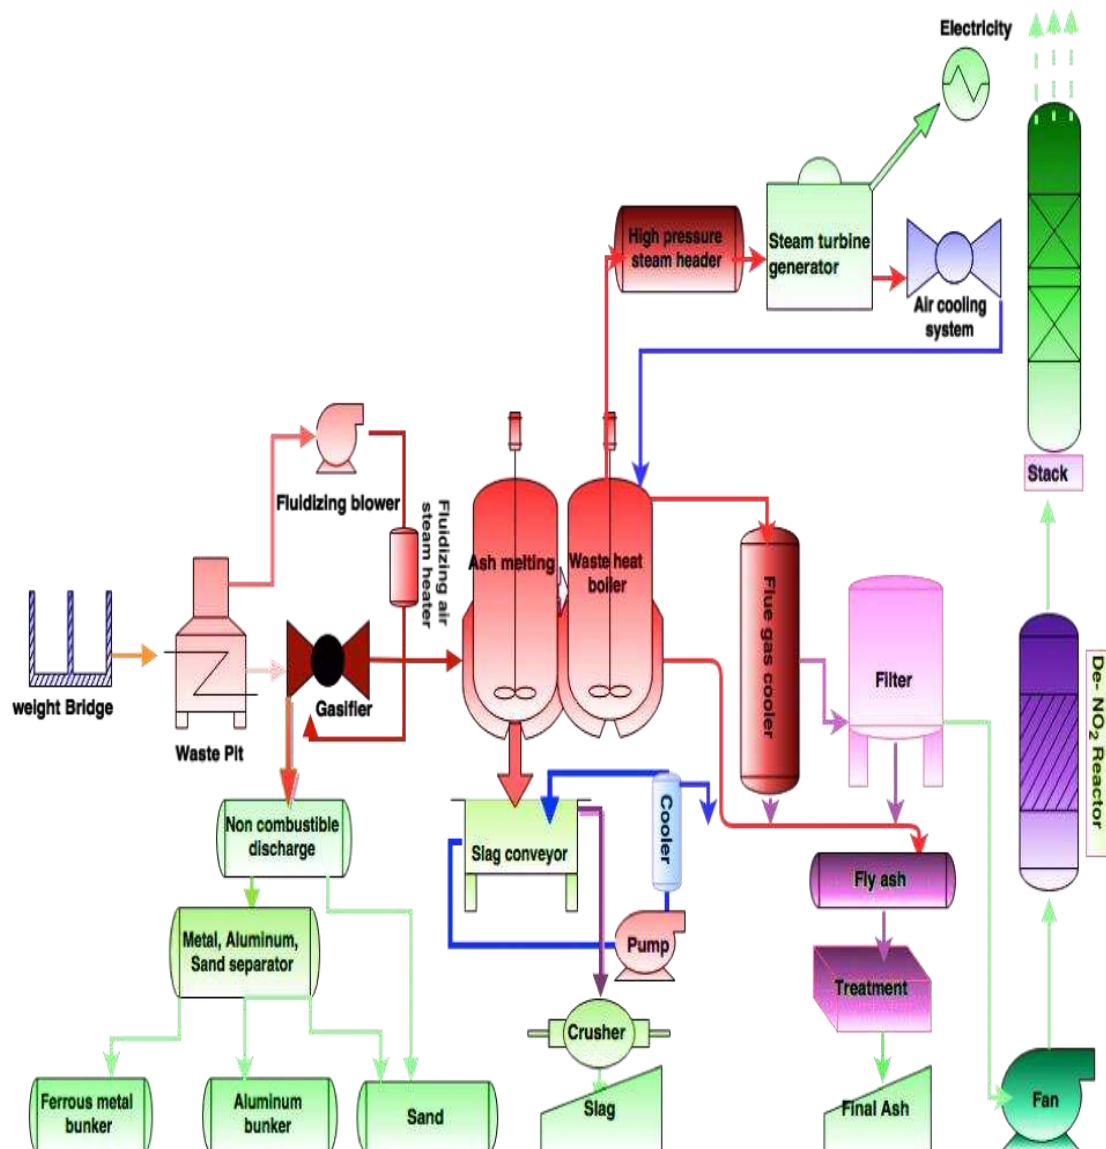 Electricity
High pressure
steam header
Steam turbine
generator
Air cooling
system
Stack
Fluidizing blower
Fluidizing air
steam heater
Ash melting
Waste heat
boiler
Flue gas cooler
Filter
De- NO2 Reactor
weight Bridge
Waste Pit
Gasifier
Non combustible
discharge
Slag conveyor
Cooler
Fly ash
Metal, Aluminum,
Sand separator
Pump
Treatment
Crusher
Ferrous metal
bunker
Aluminum
bunker
Sand
Slag
Final Ash
Fan